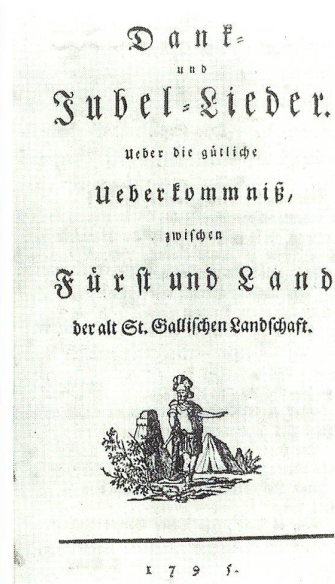 Dank-
und
Jubel-Lieder.
Ueber die gütliche
Ueberkommniß,
zwischen
Fürst und Land
der alt St. Gallischen Landschaft.
1795.